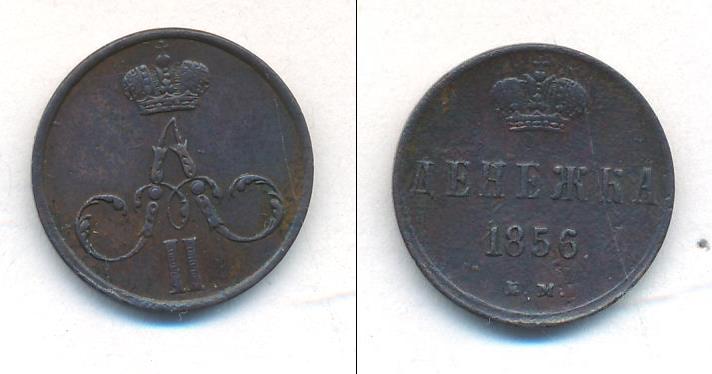 А
II
ДЕНЕЖКА
1856
Е.М.